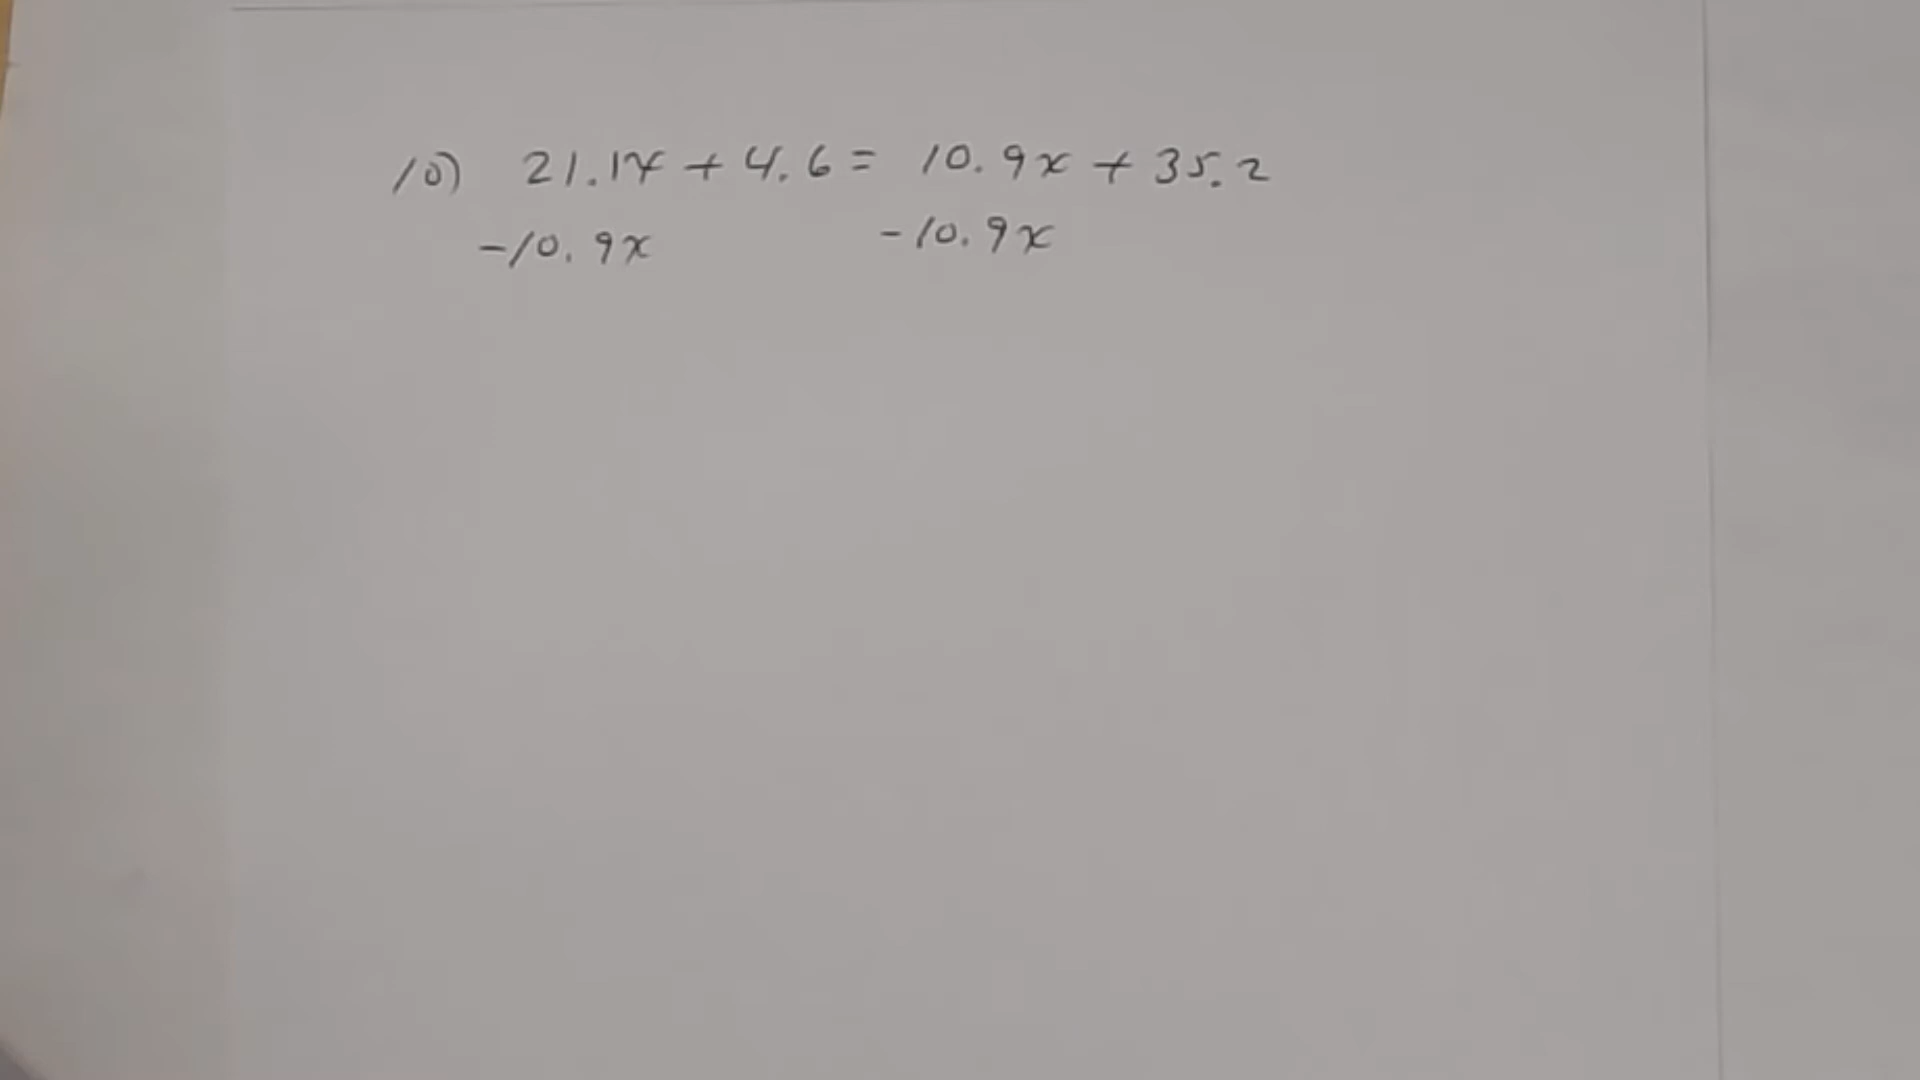 10) 21.1x + 4.6 = 10.9x + 35.2
-10.9x -10.9x